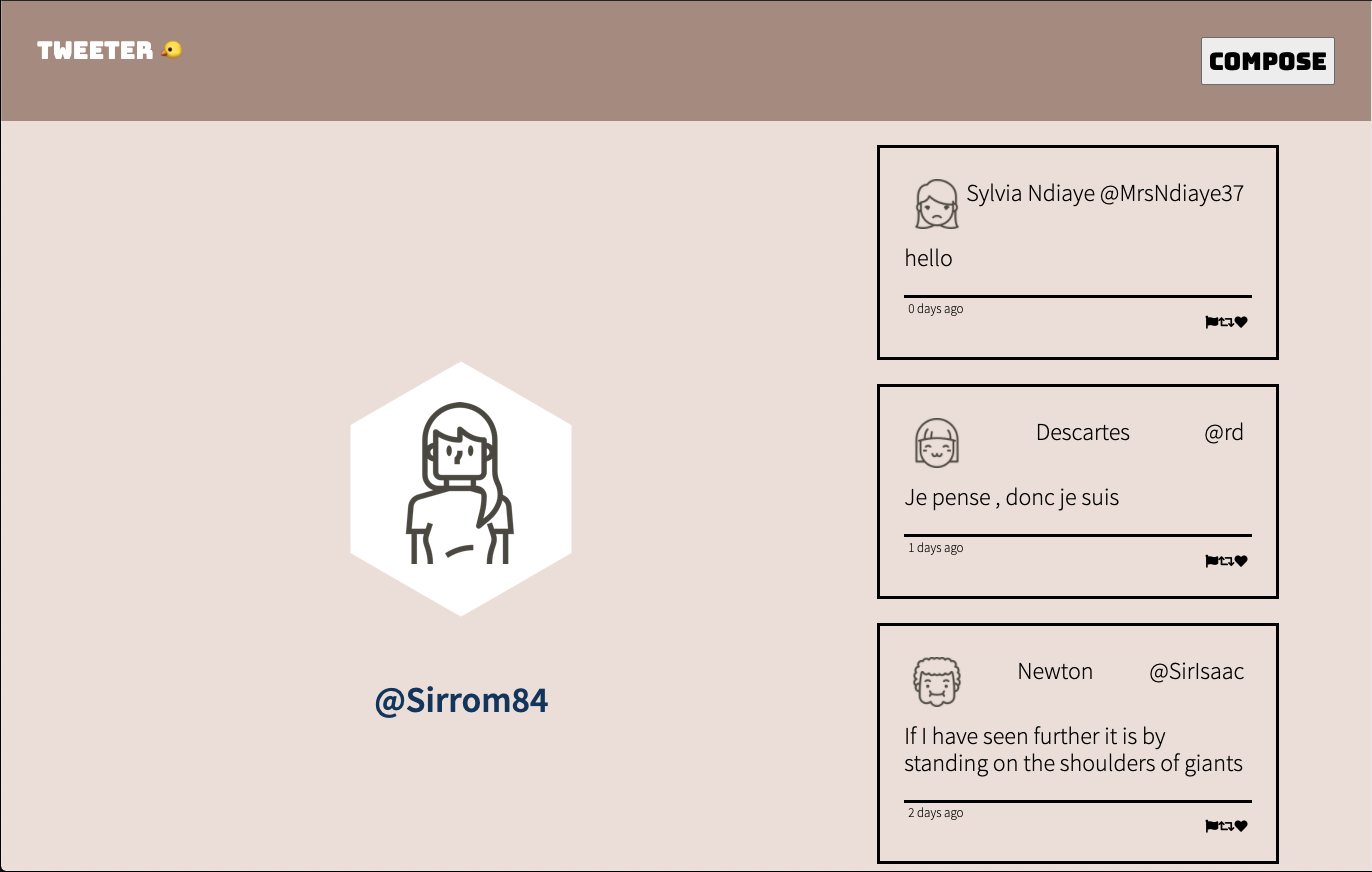 TWEETER
COMPOSE
@Sirrom84
Sylvia Ndiaye @MrsNdiaye37
hello
0 days ago
Descartes @rd
Je pense , donc je suis
1 days ago
Newton @SirIsaac
If I have seen further it is by
standing on the shoulders of giants
2 days ago